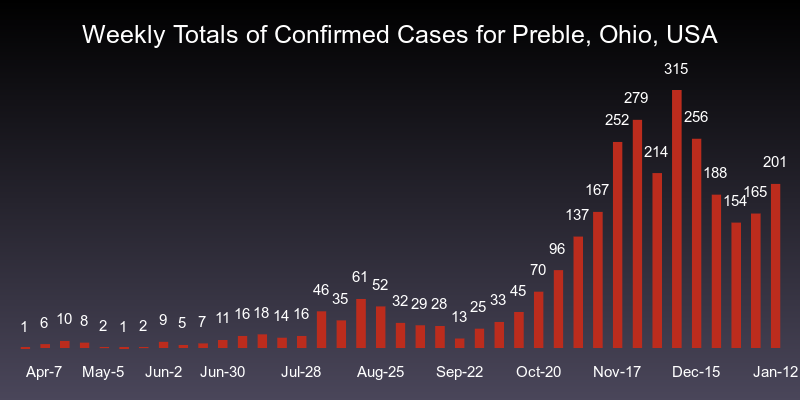 Weekly Totals of Confirmed Cases for Preble, Ohio, USA
1 6 10 8 2 1 2 9 5 7 11 16 18 14 16 46 35 61 52 32 29 28 13 25 33 45 70 96 137 167 252 279 214 315 256 188 154 165 201
Apr-7 May-5 Jun-2 Jun-30 Jul-28 Aug-25 Sep-22 Oct-20 Nov-17 Dec-15 Jan-12